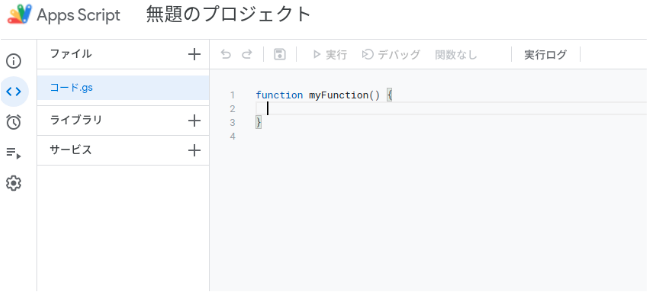 Apps Script 無題のプロジェクト
ファイル
実行 デバッグ 関数なし 実行ログ
コード.gs
ライブラリ
サービス
1 function myFunction() {
2
3 }
4